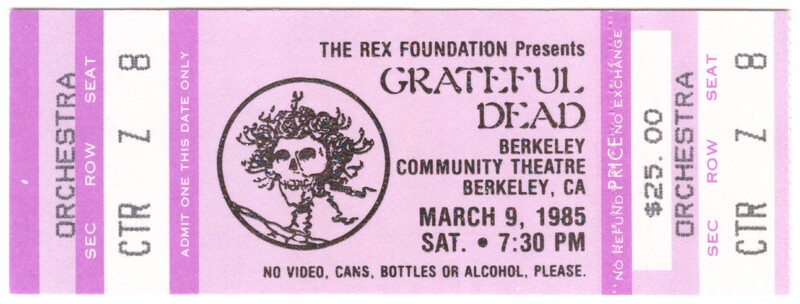 ORCHESTRA
SEC ROW SEAT
CTR Z 8
ADMIT ONE THIS DATE ONLY
THE REX FOUNDATION Presents
GRATEFUL
DEAD
BERKELEY
COMMUNITY THEATRE
BERKELEY, CA
MARCH 9, 1985
SAT. • 7:30 PM
NO VIDEO, CANS, BOTTLES OR ALCOHOL, PLEASE.
NO REFUND PRICE NO EXCHANGE
$25.00
ORCHESTRA
SEC ROW SEAT
CTR Z 8